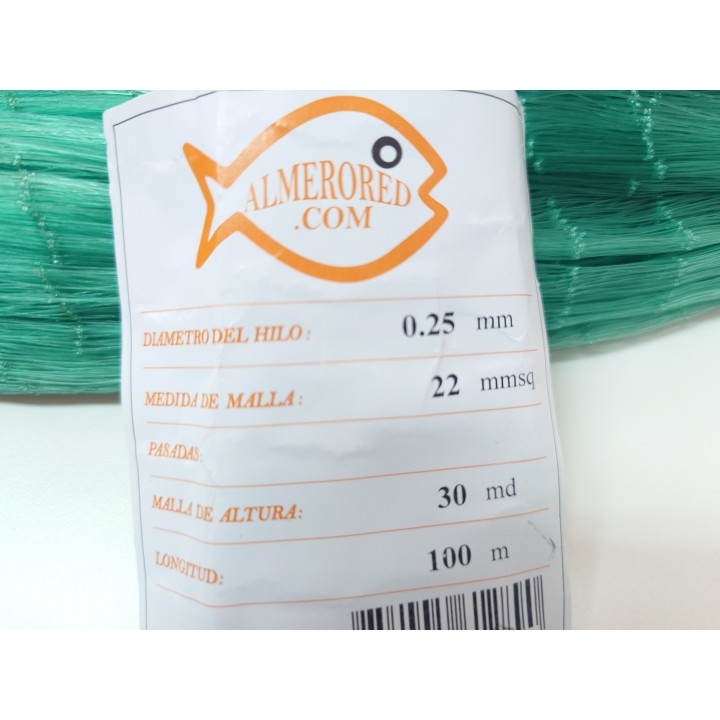 ALMERORED
.COM
DIAMETRO DEL HILO: 0.25 mm
MEDIDA DE MALLA: 22 mmsq
PASADAS:
MALLA DE ALTURA: 30 md
LONGITUD: 100 m